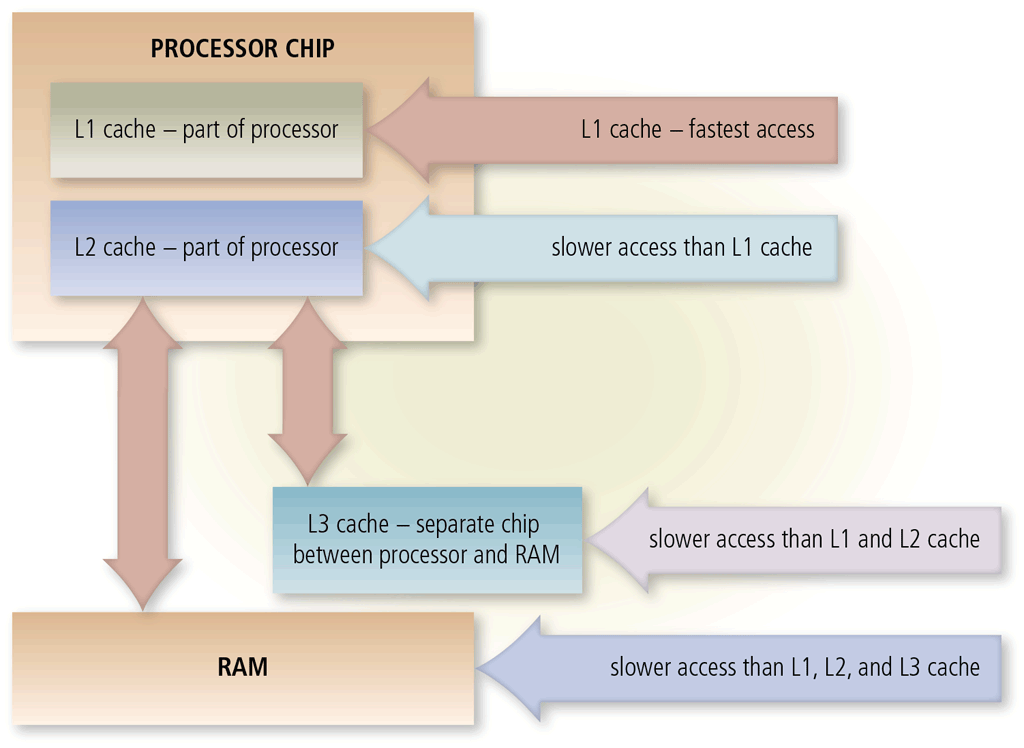 PROCESSOR CHIP
L1 cache – part of processor
L1 cache – fastest access
L2 cache – part of processor
slower access than L1 cache
L3 cache – separate chip
between processor and RAM
slower access than L1 and L2 cache
RAM
slower access than L1, L2, and L3 cache